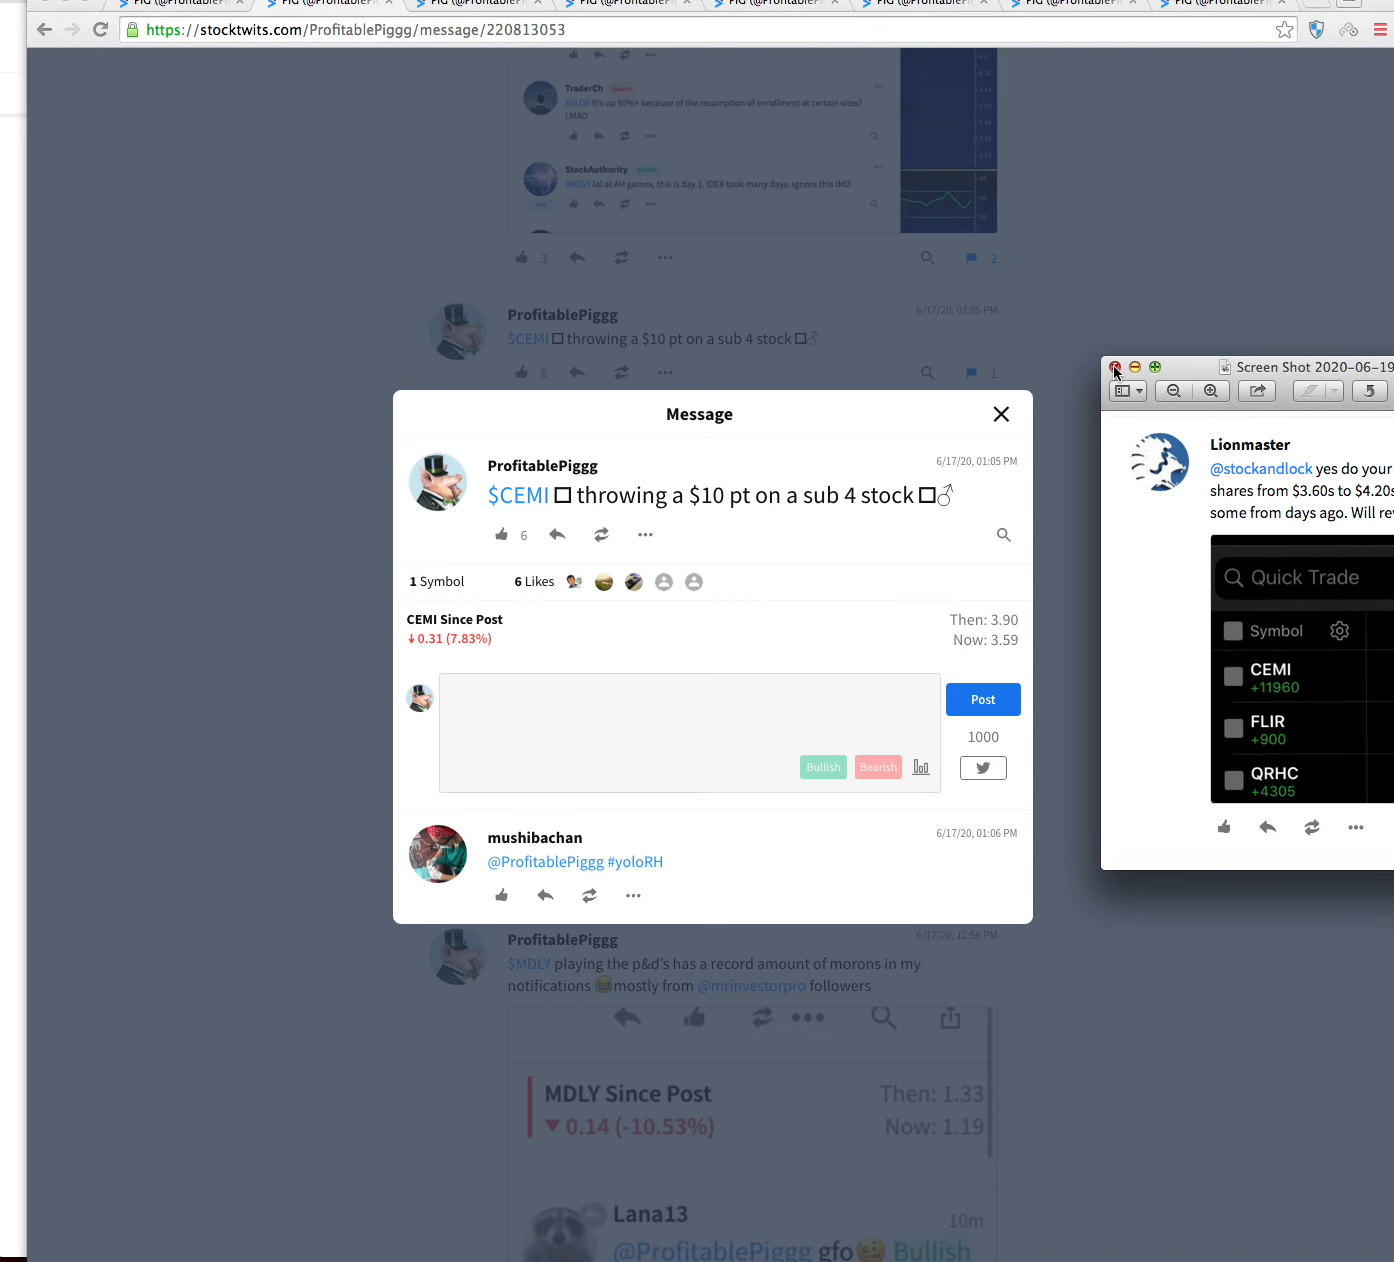 https://stocktwits.com/ProfitablePiggg/message/220813053
TraderCh Bearish
$KLDX It's up 50%+ because of the resumption of enrollment at certain sites?
LMAO
StockAuthority
$MDLY lol at AH games, this is day 1. IDEX took many days. Ignore this IMO
3
2
ProfitablePiggg
6/17/20, 01:05 PM
$CEMI □ throwing a $10 pt on a sub 4 stock □♂
6
1
Message
ProfitablePiggg
6/17/20, 01:05 PM
$CEMI □ throwing a $10 pt on a sub 4 stock □♂
6
1 Symbol
6 Likes
CEMI Since Post
Then: 3.90
0.31 (7.83%)
Now: 3.59
Post
1000
Bullish
Bearish
mushibachan
6/17/20, 01:06 PM
@ProfitablePiggg #yoloRH
ProfitablePiggg
6/17/20, 12:56 PM
$MDLY playing the p&d's has a record amount of morons in my
notifications 😂 mostly from @mrinvestorpro followers
MDLY Since Post
Then: 1.33
▼ 0.14 (-10.53%)
Now: 1.19
Lana13
10m
@ProfitablePiggg gfo Bullish
Screen Shot 2020-06-19
Lionmaster
@stockandlock yes do your
shares from $3.60s to $4.20s
some from days ago. Will re
Quick Trade
Symbol
CEMI
+11960
FLIR
+900
QRHC
+4305